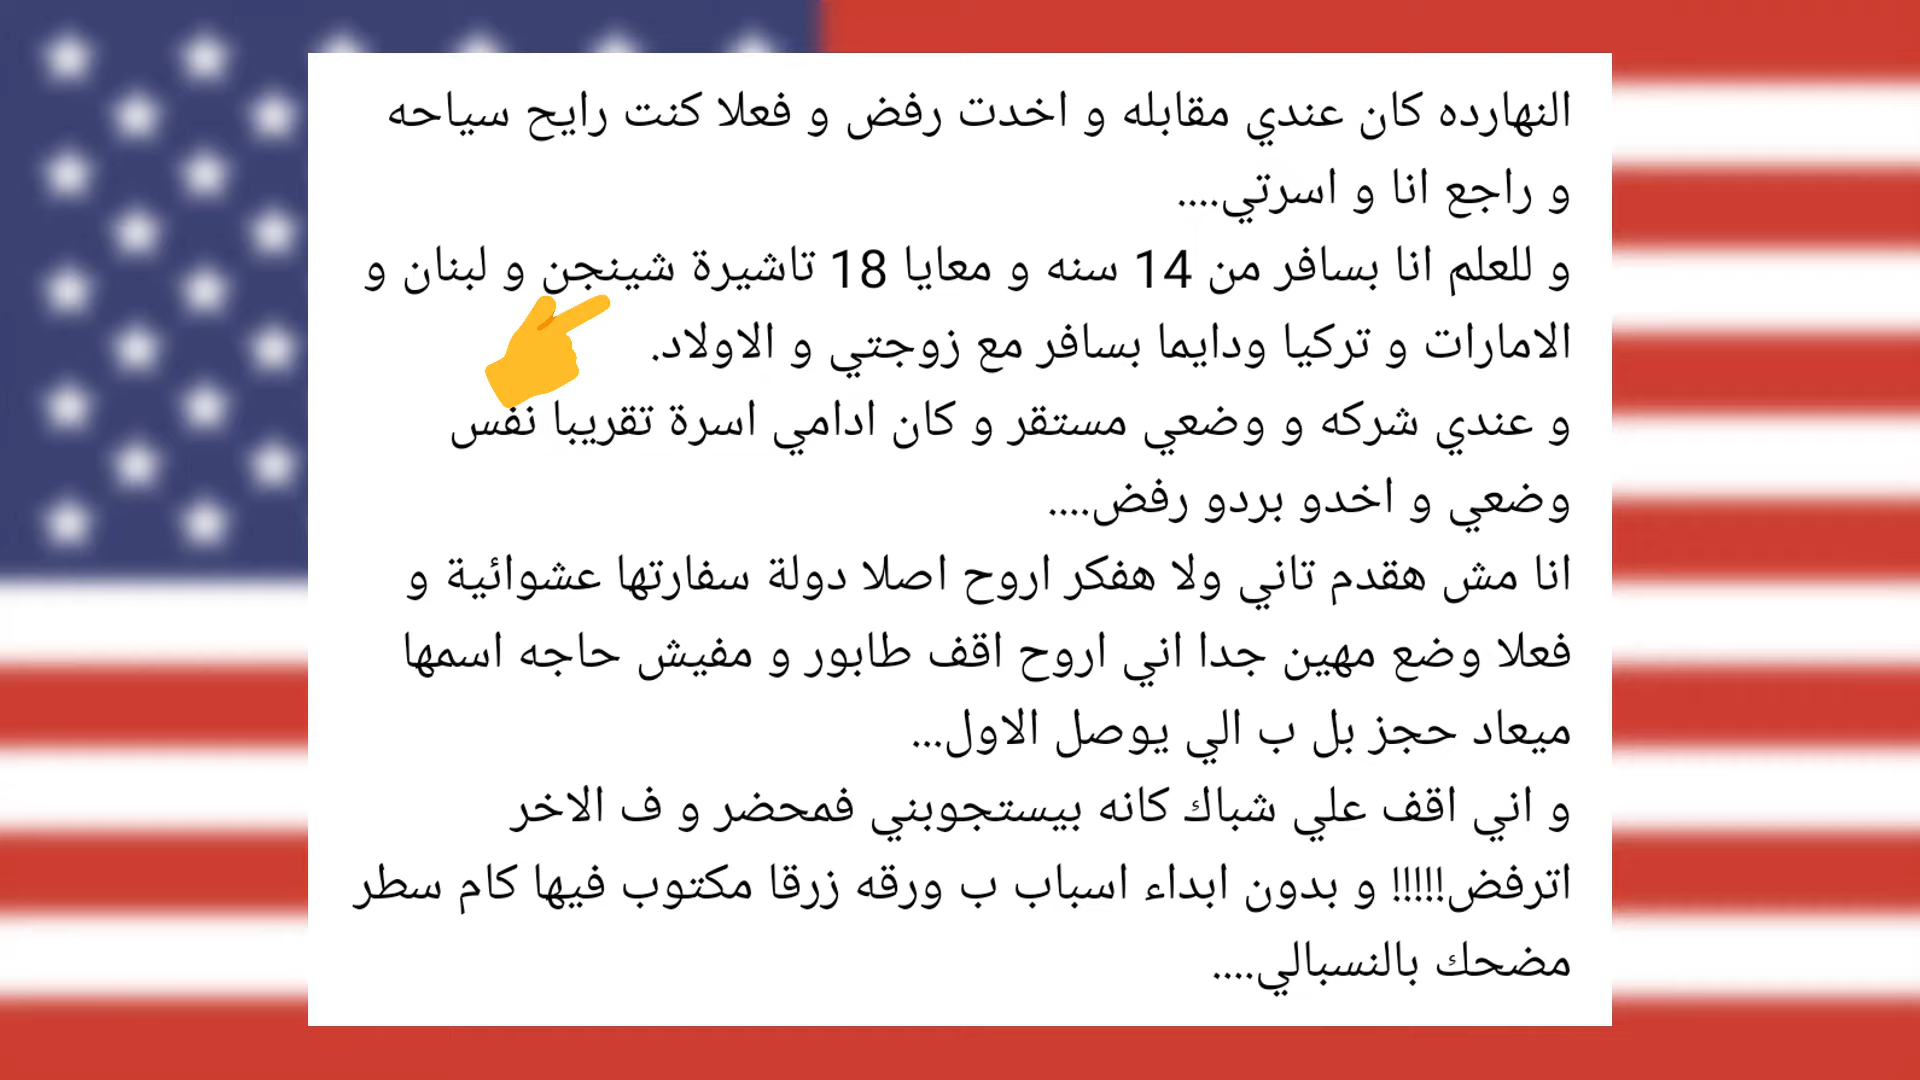 النهارده كان عندي مقابله و اخدت رفض و فعلا كنت رايح سياحه
و راجع انا و اسرتي....
و للعلم انا بسافر من 14 سنه و معايا 18 تاشيرة شينجن و لبنان و
الامارات و تركيا ودايما بسافر مع زوجتي و الاولاد.
و عندي شركه و وضعي مستقر و كان ادامي اسرة تقريبا نفس
وضعي و اخدو بردو رفض....
انا مش هقدم تاني ولا هفكر اروح اصلا دولة سفارتها عشوائية و
فعلا وضع مهين جدا اني اروح اقف طابور و مفيش حاجه اسمها
ميعاد حجز بل ب الي يوصل الاول...
و اني اقف علي شباك كانه بيستجوبني فمحضر و ف الاخر
اترفض!!!!! و بدون ابداء اسباب ب ورقه زرقا مكتوب فيها كام سطر
مضحك بالنسبالي....